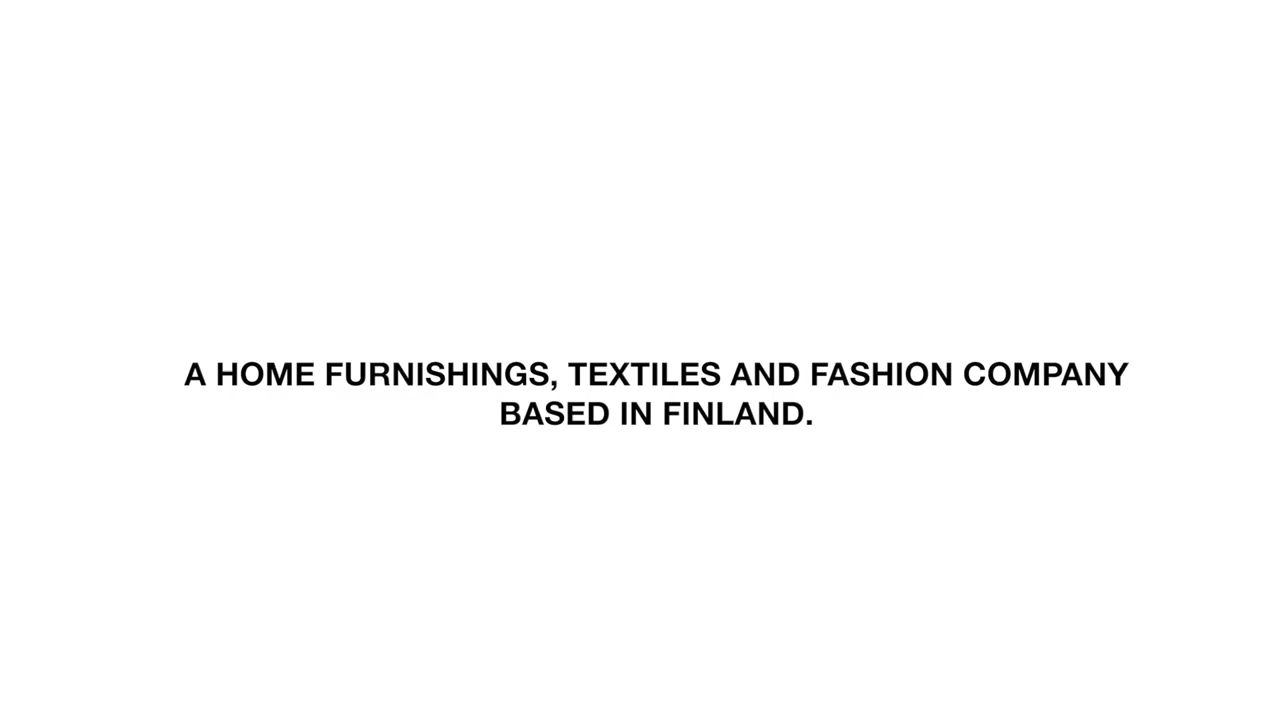 A HOME FURNISHINGS, TEXTILES AND FASHION COMPANY
BASED IN FINLAND.